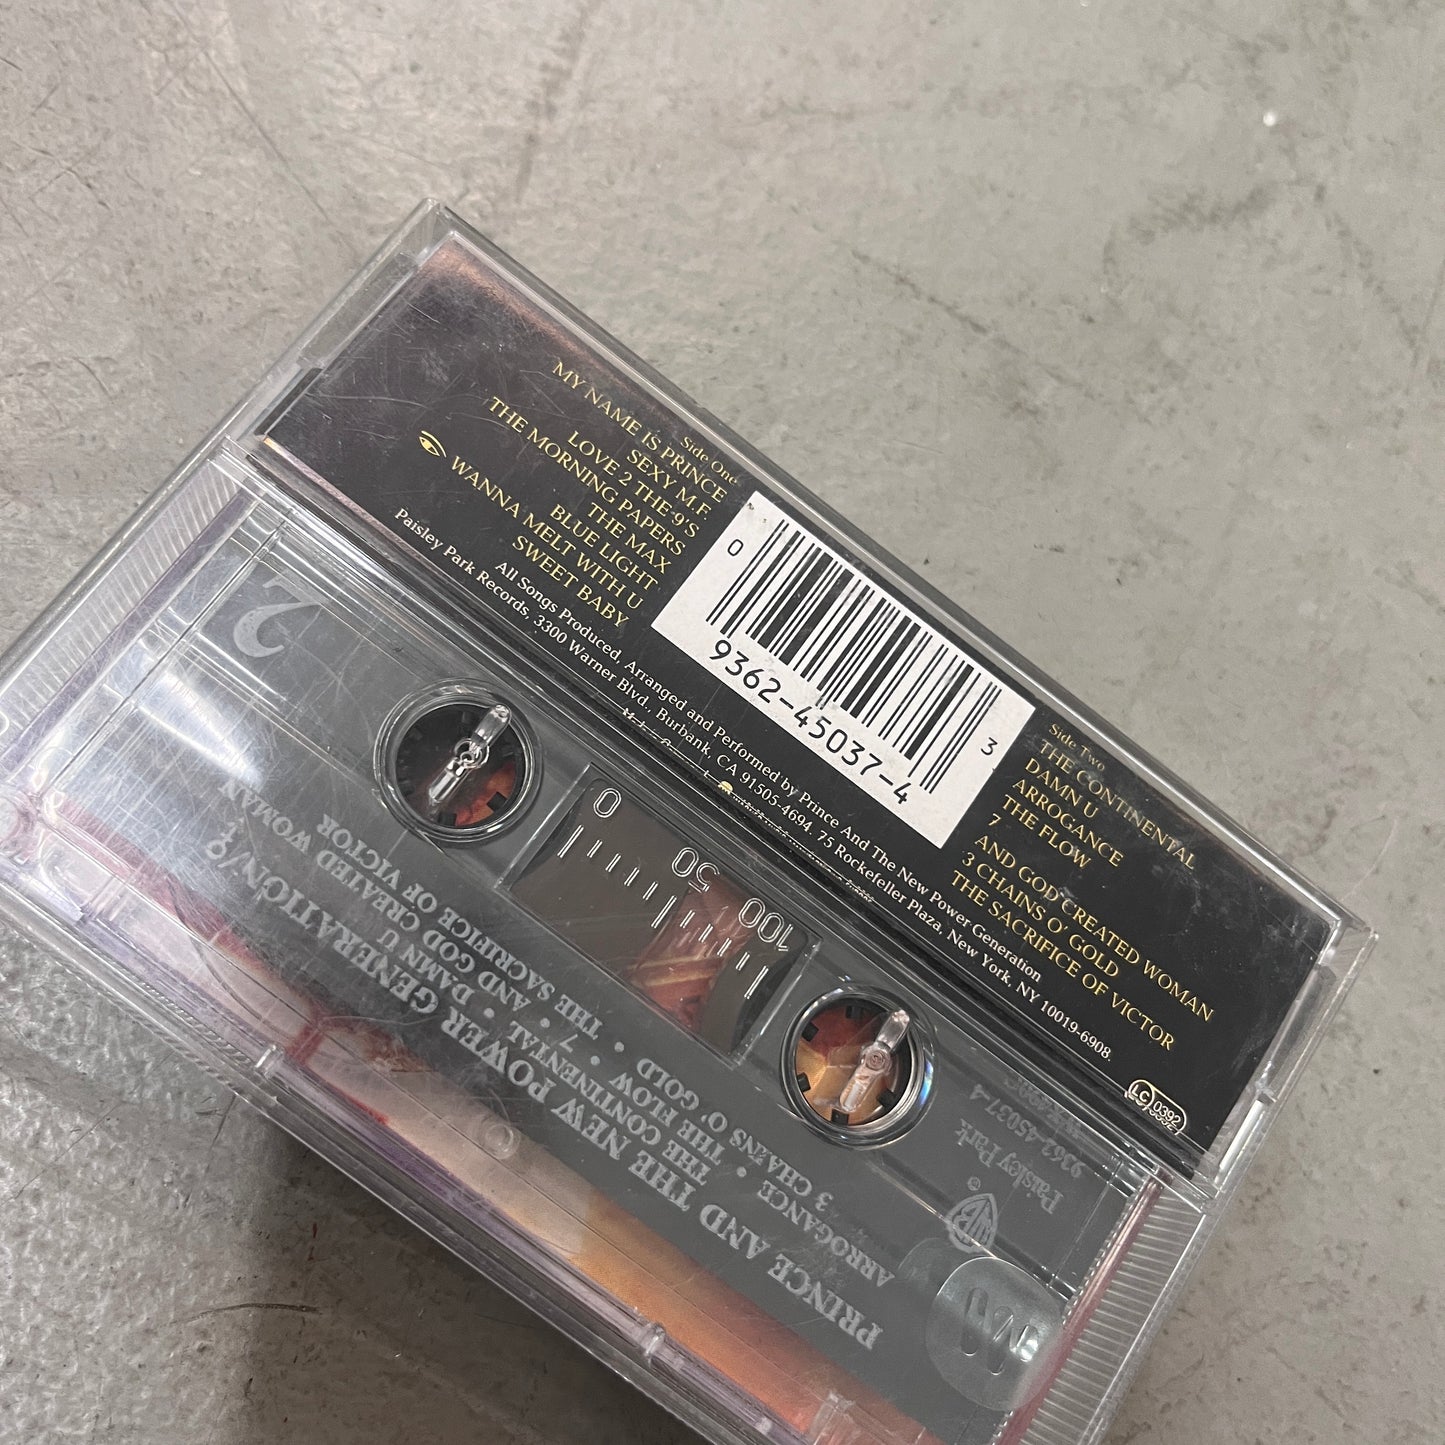 Side One
MY NAME IS PRINCE
SEXY M.F.
LOVE 2 THE 9'S
THE MORNING PAPERS
THE MAX
BLUE LIGHT
WANNA MELT WITH U
SWEET BABY
0
9362-45037-4
3
Side Two
THE CONTINENTAL
DAMN U
ARROGANCE
THE FLOW
7
AND GOD CREATED WOMAN
3 CHAINS O' GOLD
THE SACRIFICE OF VICTOR
All Songs Produced, Arranged and Performed by Prince And The New Power Generation
Paisley Park Records, 3300 Warner Blvd., Burbank, CA 91505-4694. 75 Rockefeller Plaza, New York, NY 10019-6908.
LC 0392
2
0 50 100
PRINCE AND THE NEW POWER GENERATION/
THE CONTINENTAL • DAMN U •
ARROGANCE • THE FLOW • 7 • AND GOD CREATED WOMAN
3 CHAINS O' GOLD • THE SACRIFICE OF VICTOR
Paisley Park
9362-45037-4